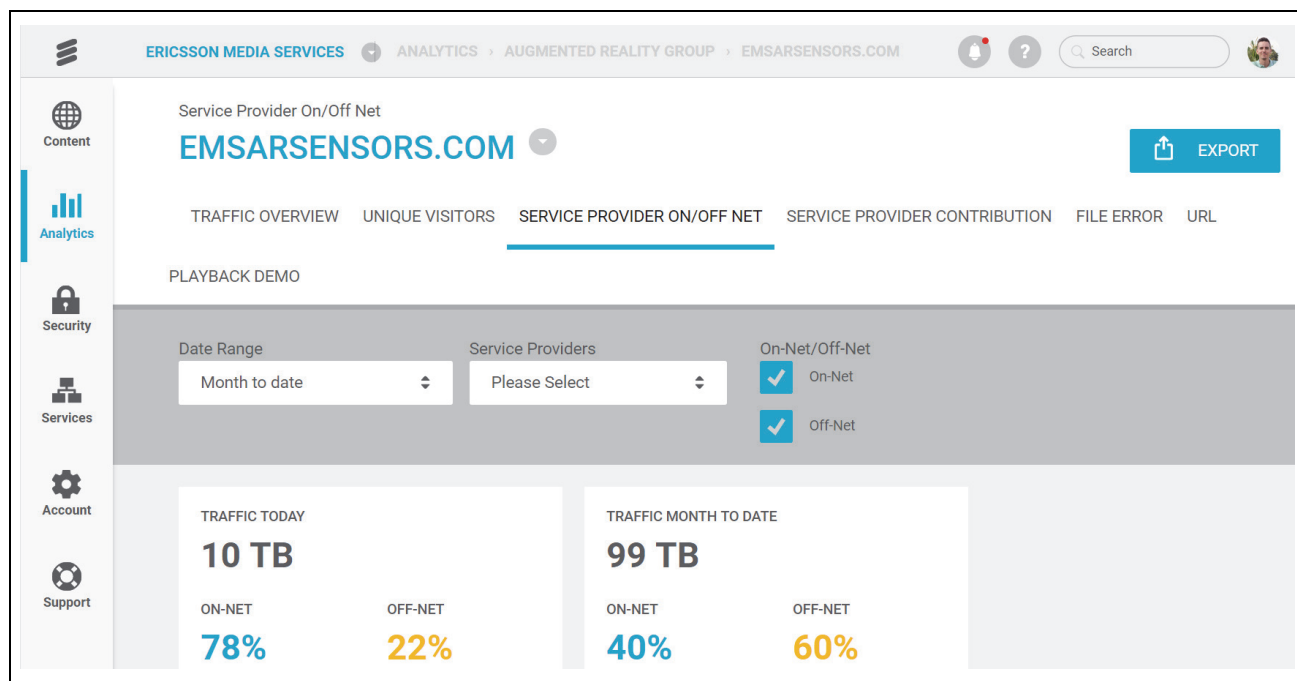 ERICSSON MEDIA SERVICES ANALYTICS › AUGMENTED REALITY GROUP › EMSARSENSORS.COM ? Search
Content
Analytics
Security
Services
Account
Support
Service Provider On/Off Net
EMSARSENSORS.COM
EXPORT
TRAFFIC OVERVIEW UNIQUE VISITORS SERVICE PROVIDER ON/OFF NET SERVICE PROVIDER CONTRIBUTION FILE ERROR URL
PLAYBACK DEMO
Date Range Service Providers On-Net/Off-Net
Month to date Please Select On-Net
Off-Net
TRAFFIC TODAY
10 TB
ON-NET OFF-NET
78% 22%
TRAFFIC MONTH TO DATE
99 TB
ON-NET OFF-NET
40% 60%